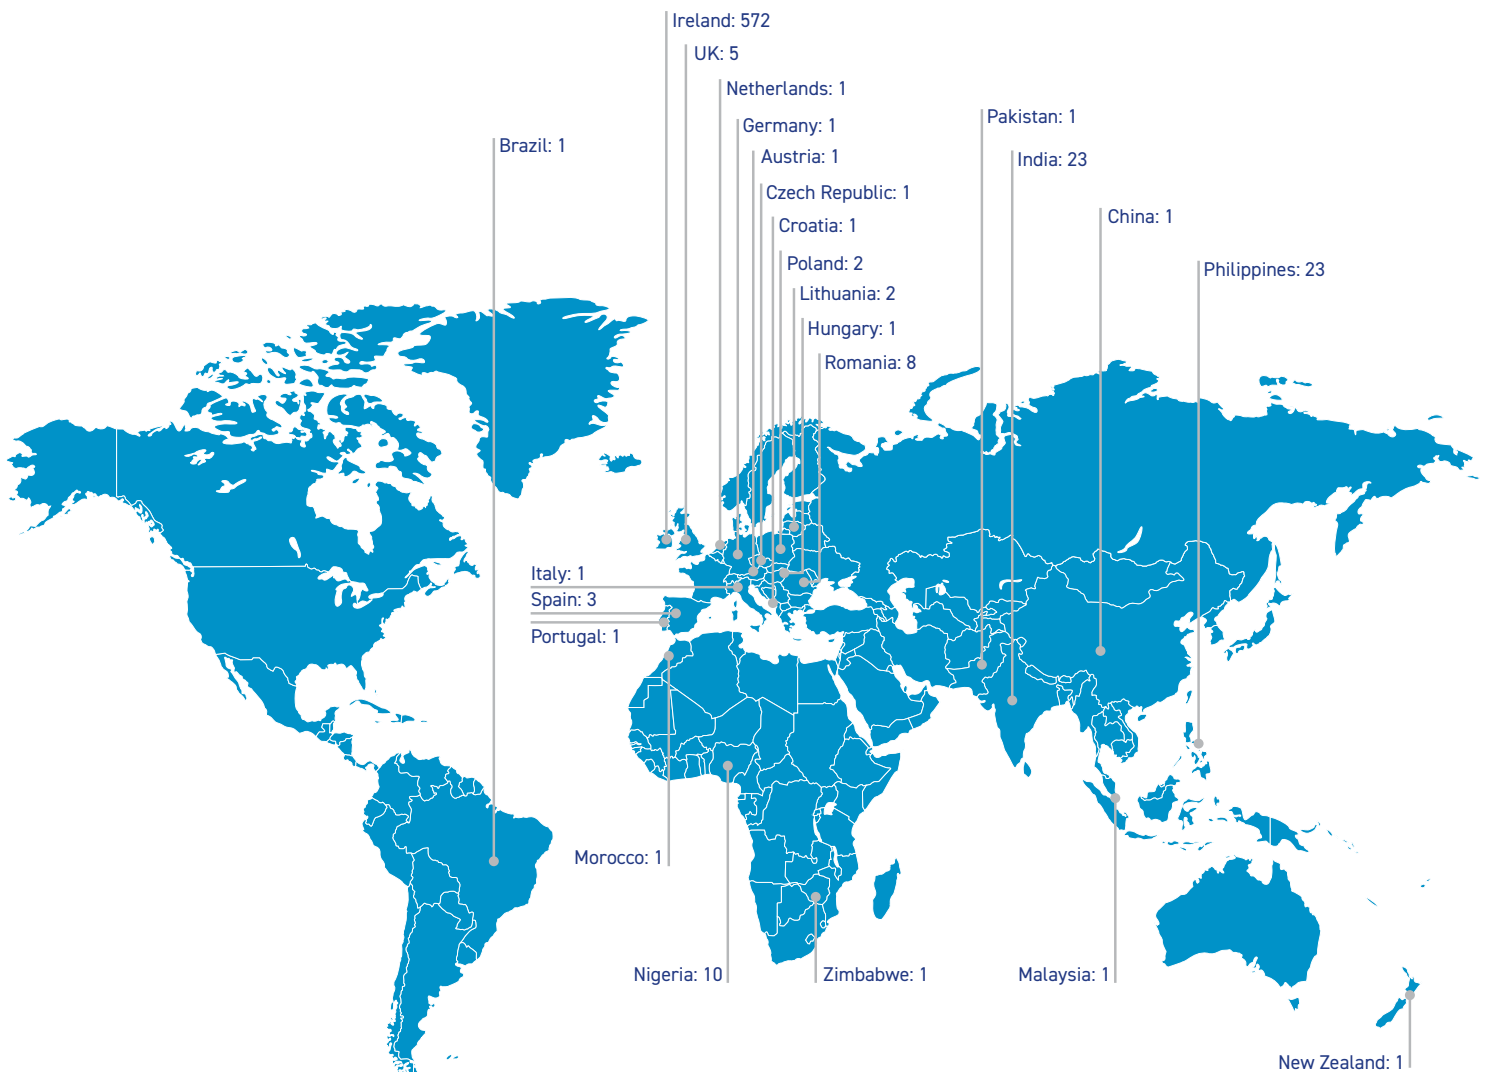 Ireland: 572
UK: 5
Netherlands: 1
Germany: 1
Austria: 1
Czech Republic: 1
Croatia: 1
Poland: 2
Lithuania: 2
Hungary: 1
Romania: 8
Brazil: 1
Pakistan: 1
India: 23
China: 1
Philippines: 23
Italy: 1
Spain: 3
Portugal: 1
Morocco: 1
Nigeria: 10
Zimbabwe: 1
Malaysia: 1
New Zealand: 1